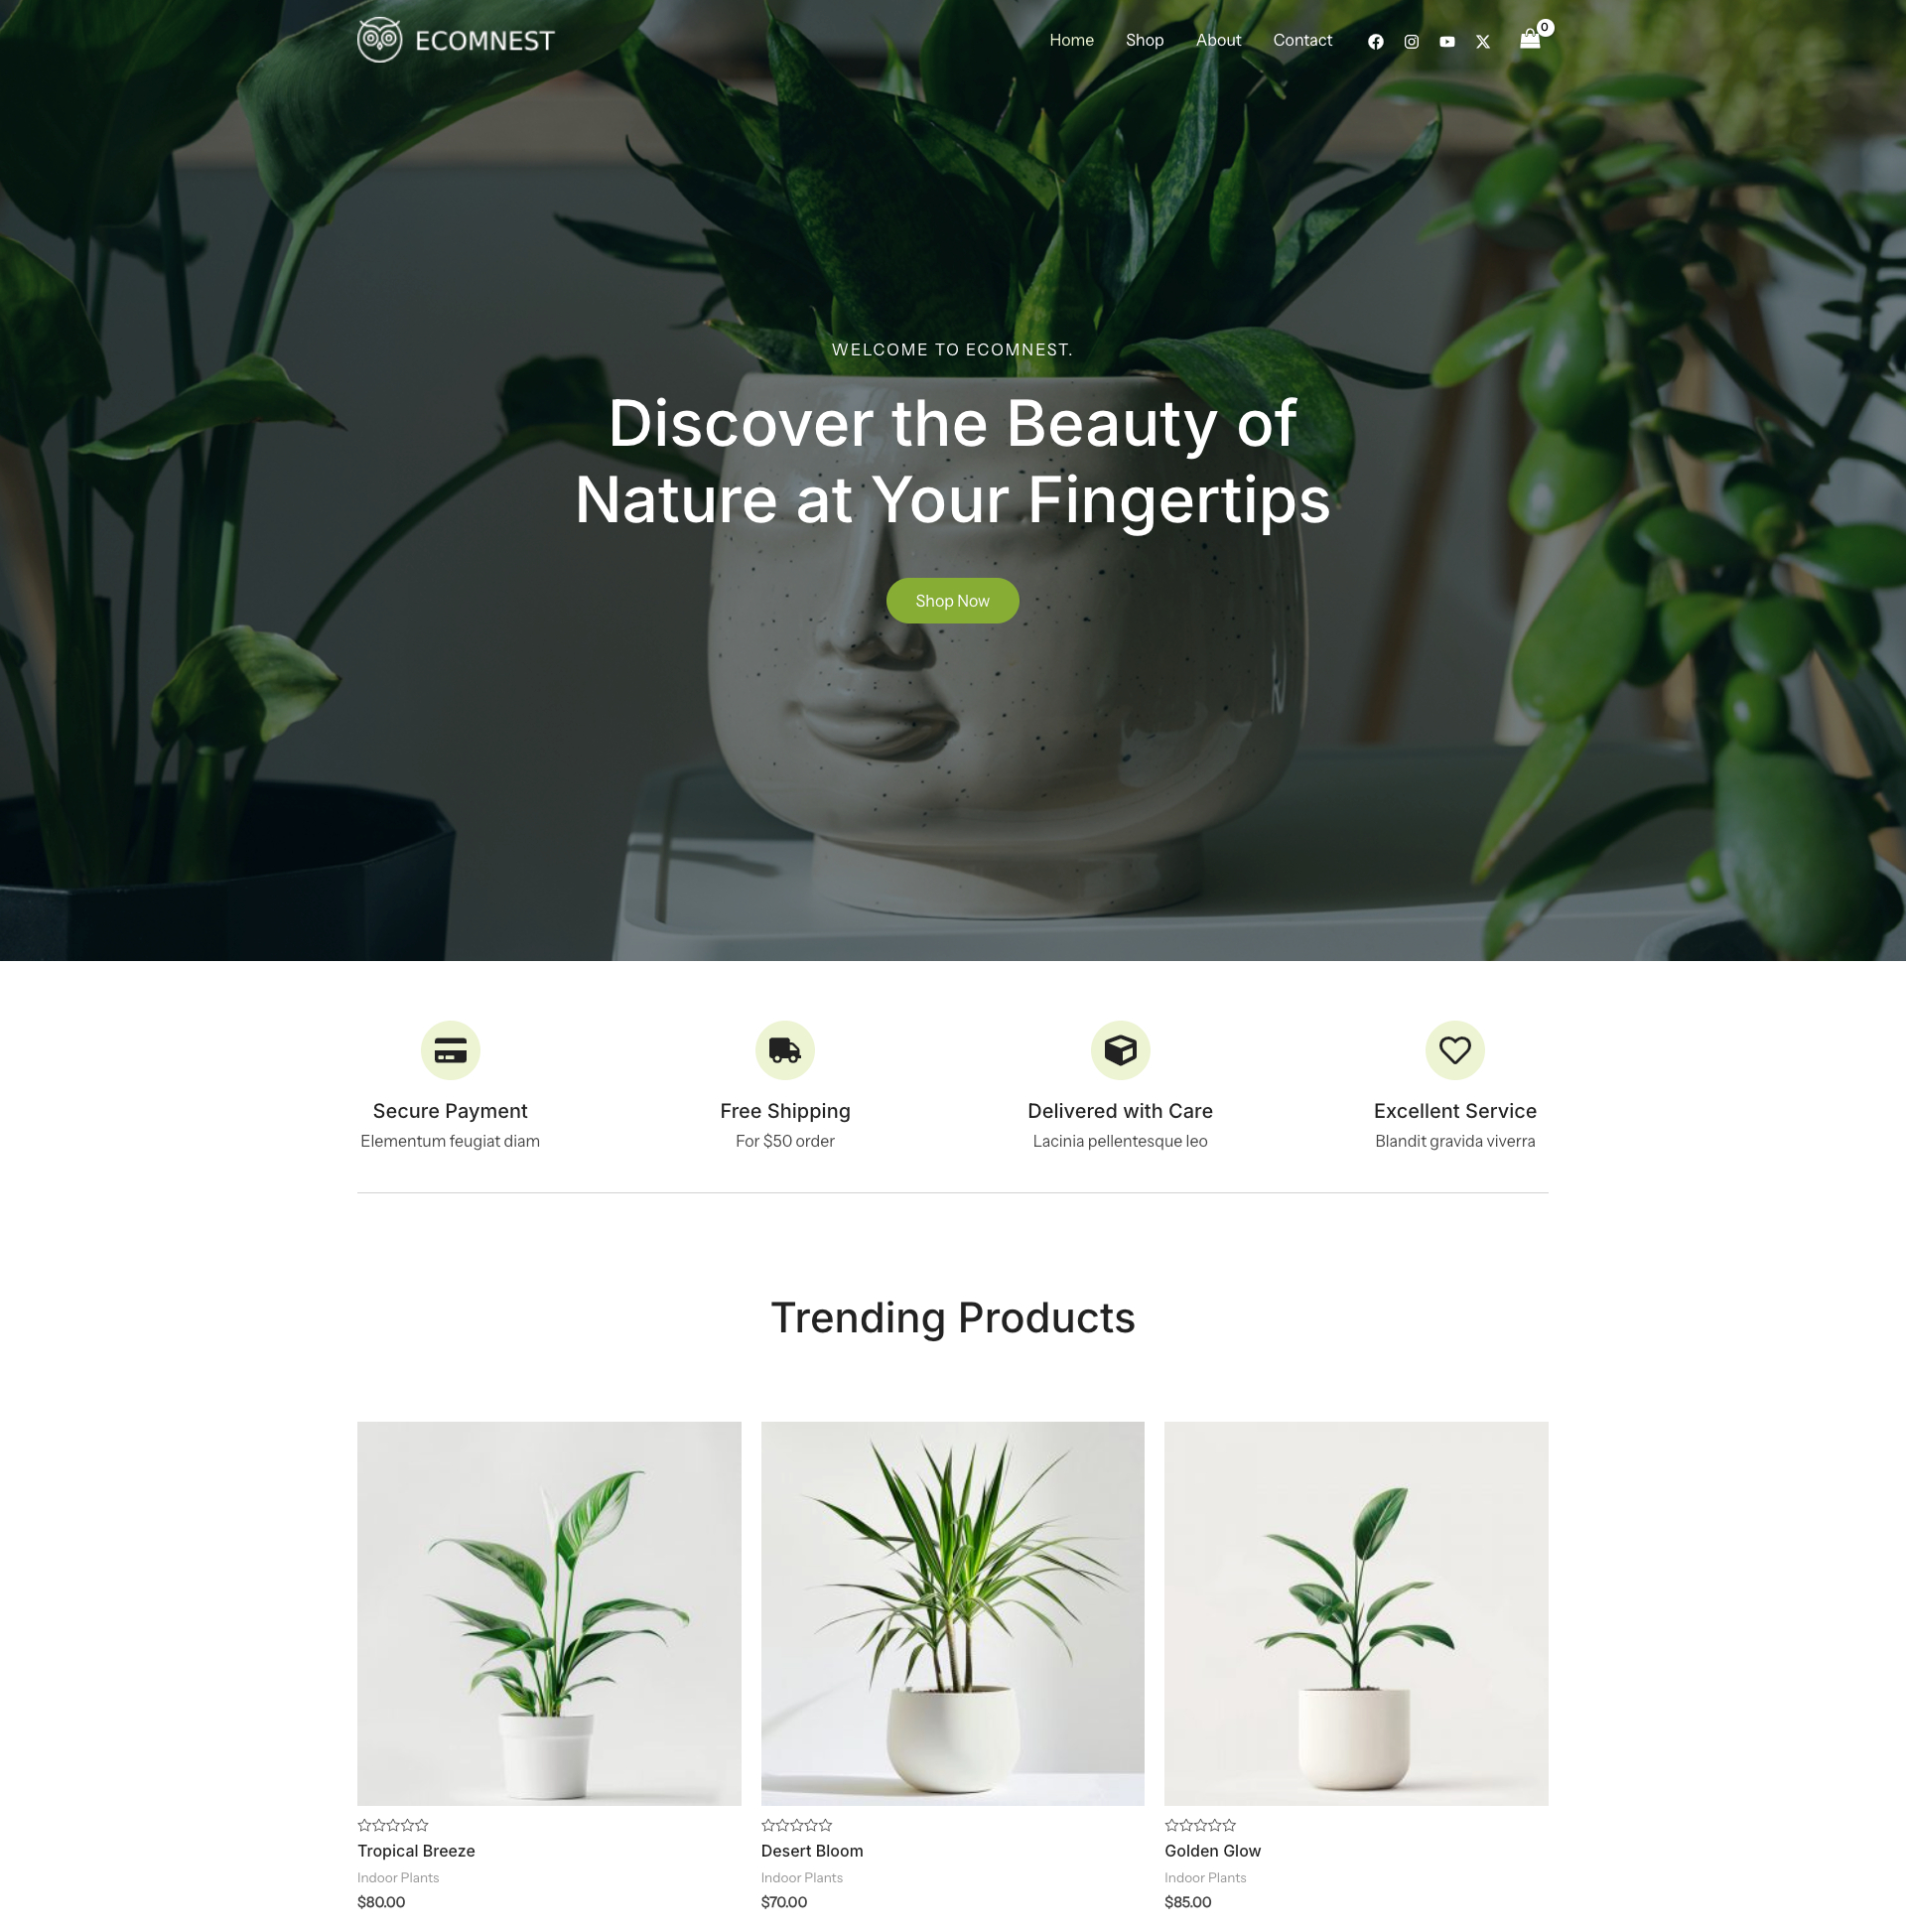 ECOMNEST
Home Shop About Contact 0
WELCOME TO ECOMNEST.
Discover the Beauty of
Nature at Your Fingertips
Shop Now
Secure Payment Free Shipping Delivered with Care Excellent Service
Elementum feugiat diam For $50 order Lacinia pellentesque leo Blandit gravida viverra
Trending Products
Tropical Breeze Desert Bloom Golden Glow
Indoor Plants Indoor Plants Indoor Plants
$80.00 $70.00 $85.00